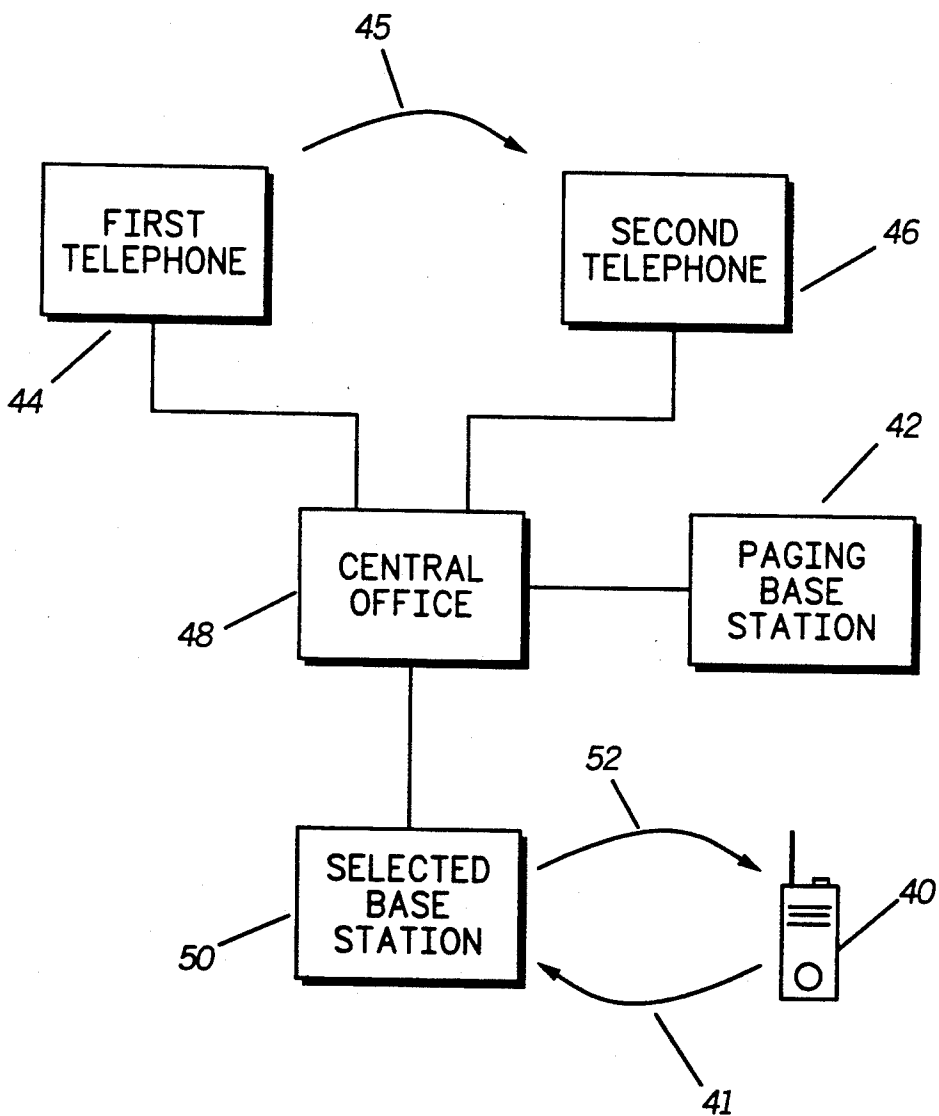 45
FIRST
TELEPHONE
SECOND
TELEPHONE
46
44
42
CENTRAL
OFFICE
PAGING
BASE
STATION
48
52
SELECTED
BASE
STATION
40
50
41